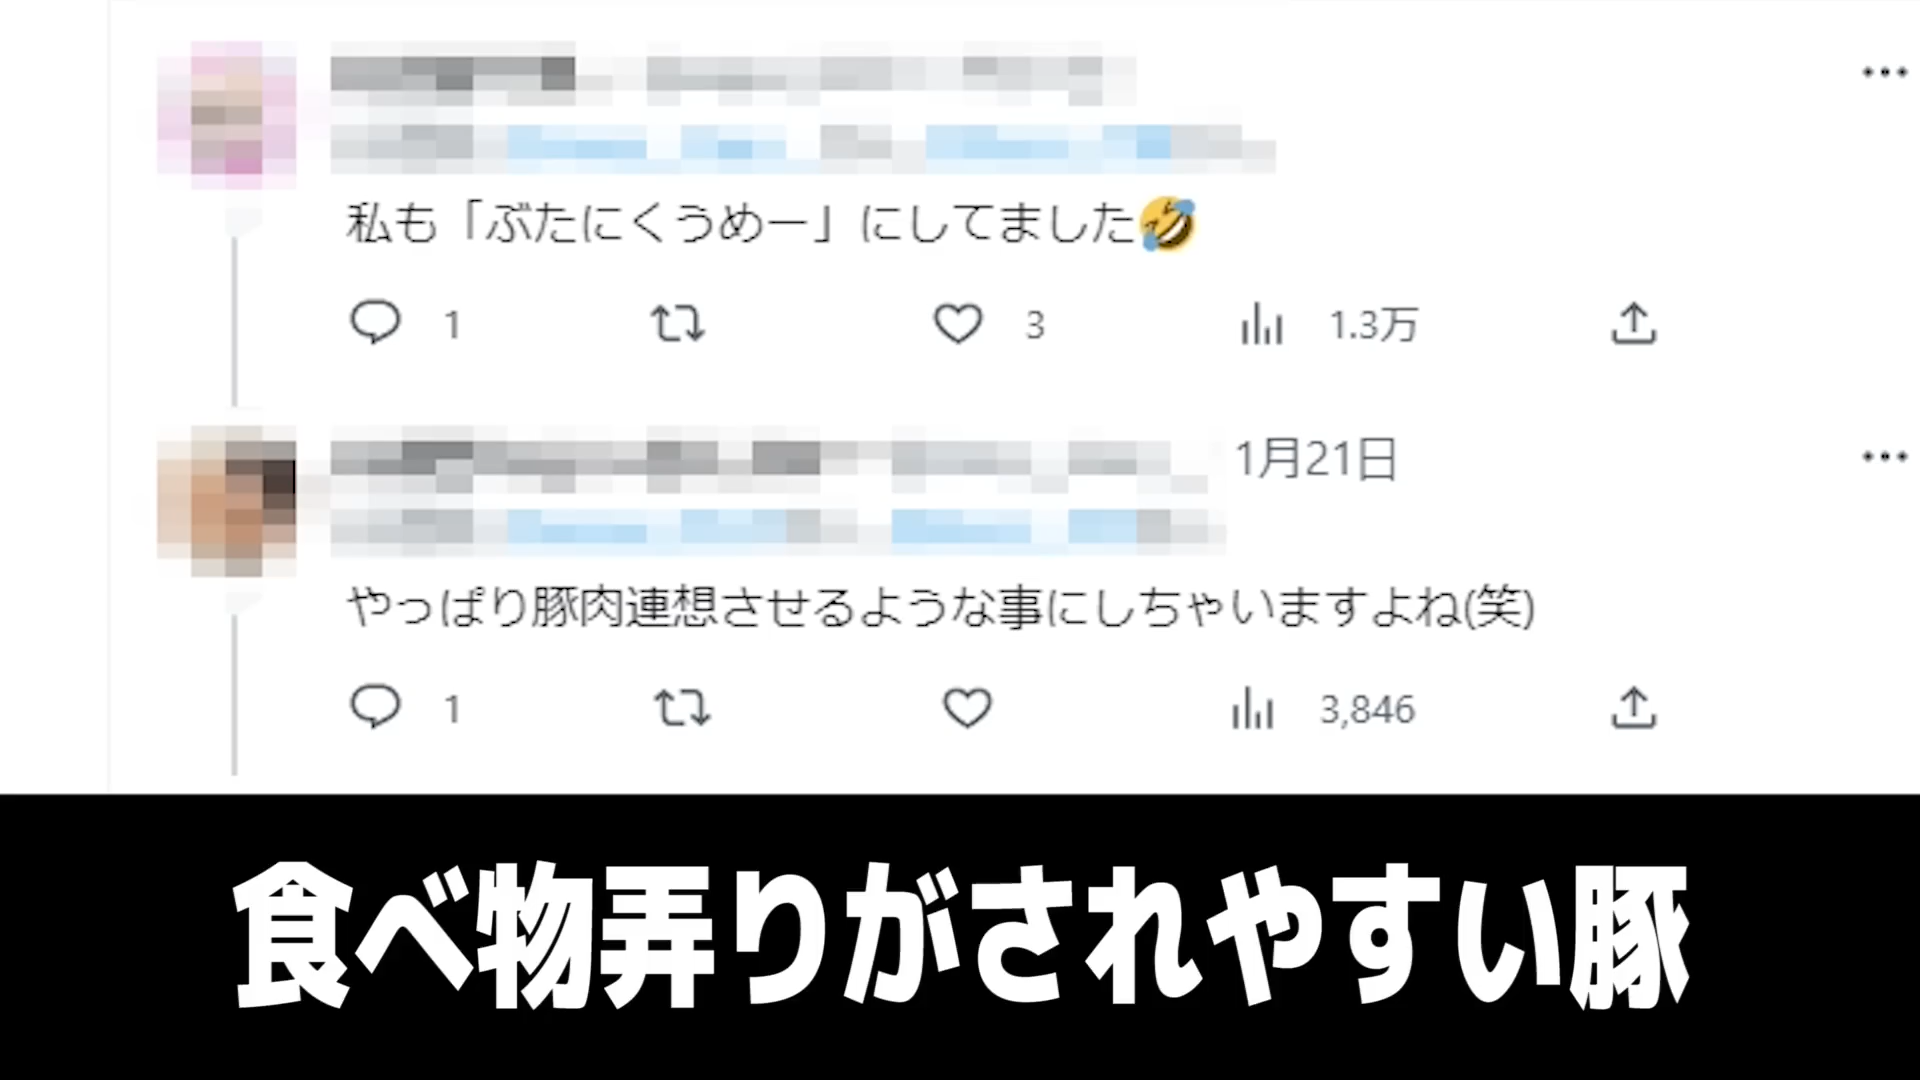 私も「ぶたにくうめー」にしてました🤣
1 3 1.3万
1月21日
やっぱり豚肉連想させるような事にしちゃいますよね(笑)
1 3,846
食べ物弄りがされやすい豚